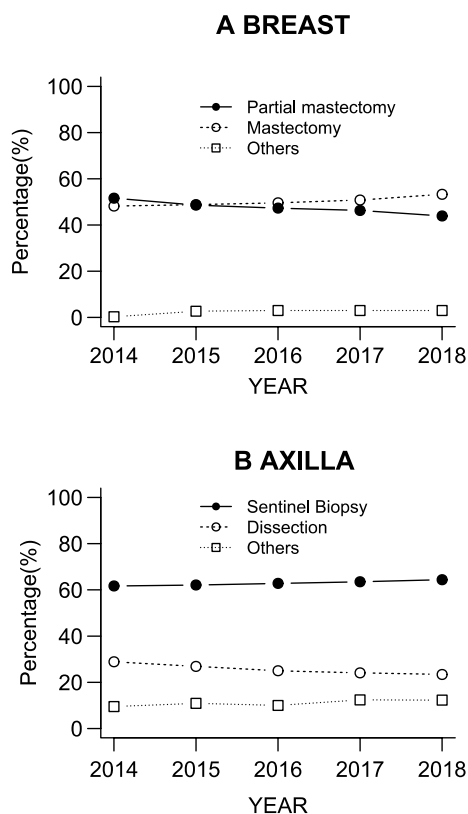 A BREAST
100
80
60
40
20
0
Percentage(%)
Partial mastectomy
Mastectomy
Others
2014 2015 2016 2017 2018
YEAR
B AXILLA
100
80
60
40
20
0
Percentage(%)
Sentinel Biopsy
Dissection
Others
2014 2015 2016 2017 2018
YEAR